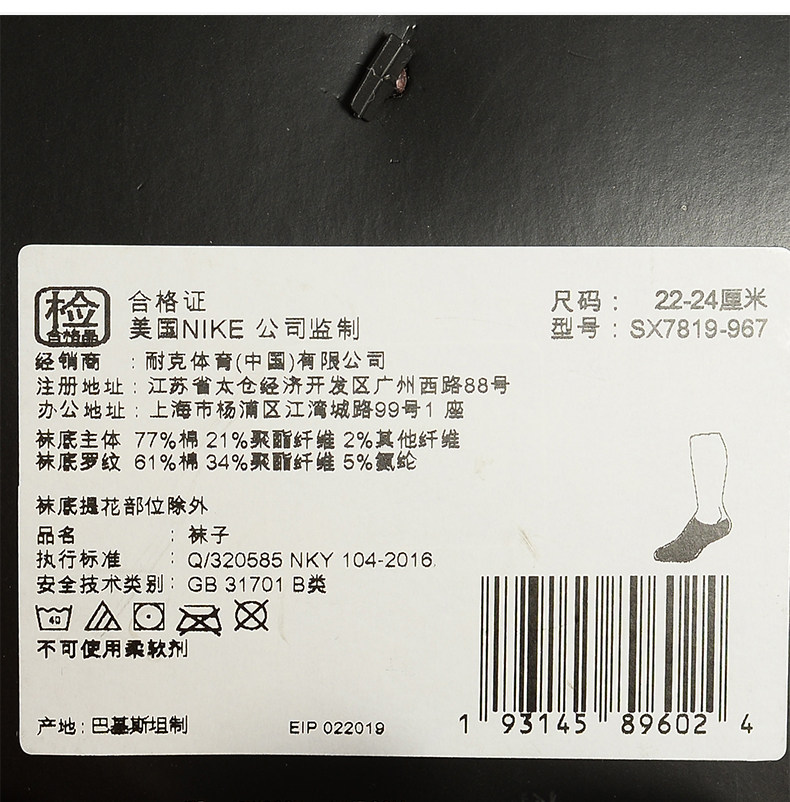 检
合格品
合格证
美国NIKE 公司监制
尺码： 22-24厘米
型号：SX7819-967
经销商 ：耐克体育(中国)有限公司
注册地址：江苏省太仓经济开发区广州西路88号
办公地址：上海市杨浦区江湾城路99号1 座
袜底主体 77%棉 21%聚酯纤维 2%其他纤维
袜底罗纹 61%棉 34%聚酯纤维 5%氨纶
袜底提花部位除外
品名 ：袜子
执行标准 ：Q/320585 NKY 104-2016
安全技术类别：GB 31701 B类
40
不可使用柔软剂
产地：巴基斯坦制
EIP 022019
1 93145 89602 4